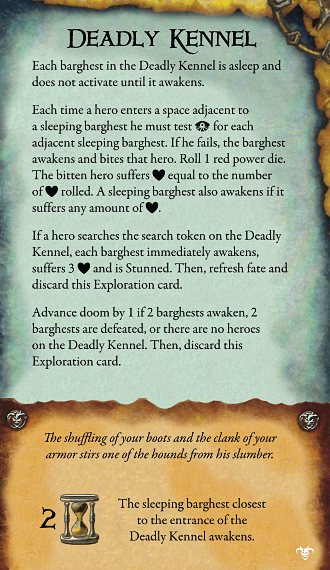 Deadly Kennel
Each barghest in the Deadly Kennel is asleep and
does not activate until it awakens.
Each time a hero enters a space adjacent to
a sleeping barghest he must test for each
adjacent sleeping barghest. If he fails, the barghest
awakens and bites that hero. Roll 1 red power die.
The bitten hero suffers equal to the number
of rolled. A sleeping barghest also awakens if it
suffers any amount of .
If a hero searches the search token on the Deadly
Kennel, each barghest immediately awakens,
suffers 3 and is Stunned. Then, refresh fate and
discard this Exploration card.
Advance doom by 1 if 2 barghests awaken, 2
barghests are defeated, or there are no heroes
on the Deadly Kennel. Then, discard this
Exploration card.
The shuffling of your boots and the clank of your
armor stirs one of the hounds from his slumber.
2
The sleeping barghest closest
to the entrance of the
Deadly Kennel awakens.